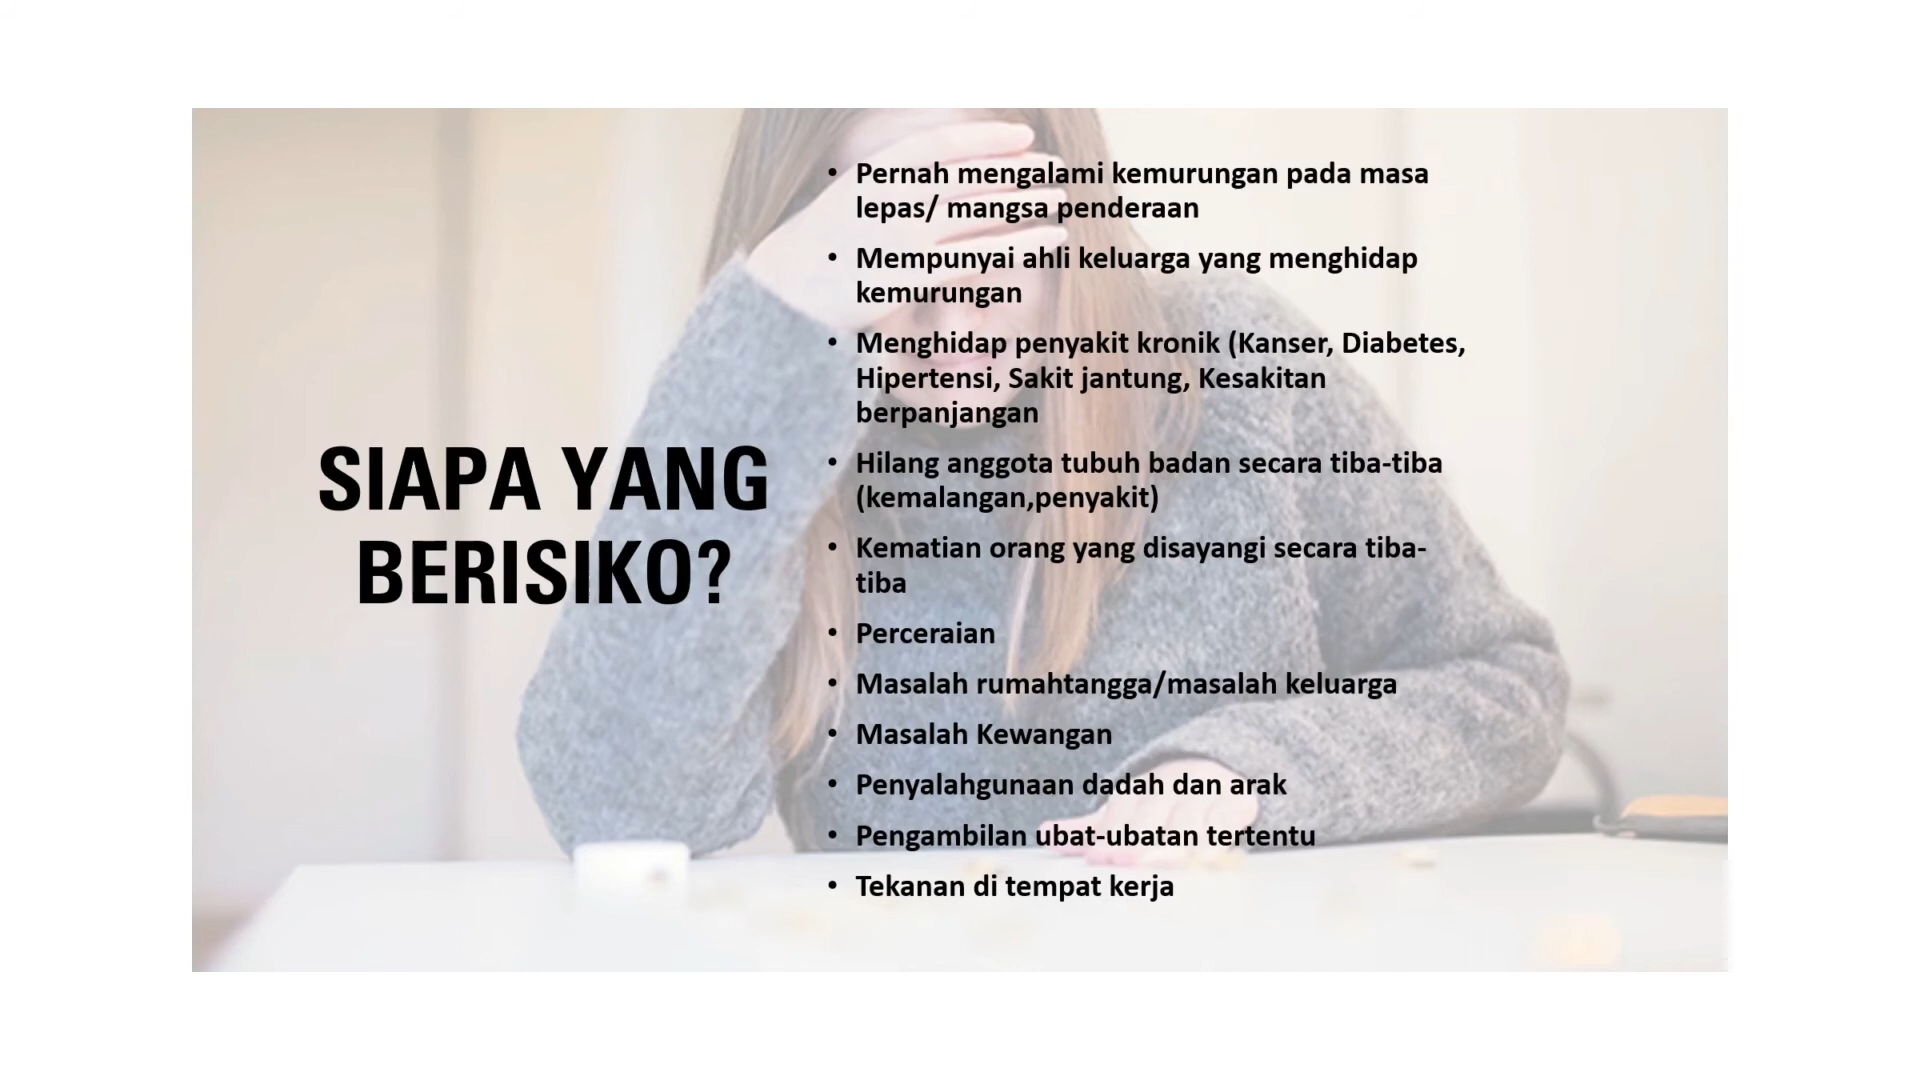 SIAPA YANG
BERISIKO?
• Pernah mengalami kemurungan pada masa
lepas/ mangsa penderaan
• Mempunyai ahli keluarga yang menghidap
kemurungan
• Menghidap penyakit kronik (Kanser, Diabetes,
Hipertensi, Sakit jantung, Kesakitan
berpanjangan
• Hilang anggota tubuh badan secara tiba-tiba
(kemalangan,penyakit)
• Kematian orang yang disayangi secara tiba-
tiba
• Perceraian
• Masalah rumahtangga/masalah keluarga
• Masalah Kewangan
• Penyalahgunaan dadah dan arak
• Pengambilan ubat-ubatan tertentu
• Tekanan di tempat kerja